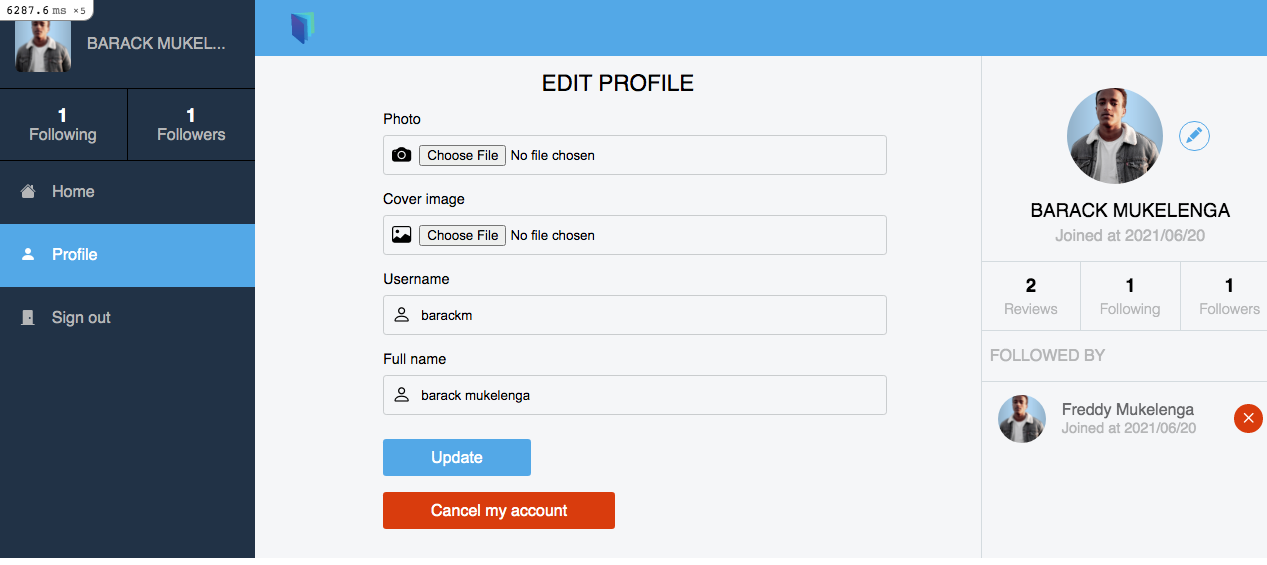 6287.6 ms ×5
BARACK MUKEL...
1
Following
1
Followers
Home
Profile
Sign out
EDIT PROFILE
Photo
Choose File No file chosen
Cover image
Choose File No file chosen
Username
barackm
Full name
barack mukelenga
Update
Cancel my account
BARACK MUKELENGA
Joined at 2021/06/20
2
Reviews
1
Following
1
Followers
FOLLOWED BY
Freddy Mukelenga
Joined at 2021/06/20